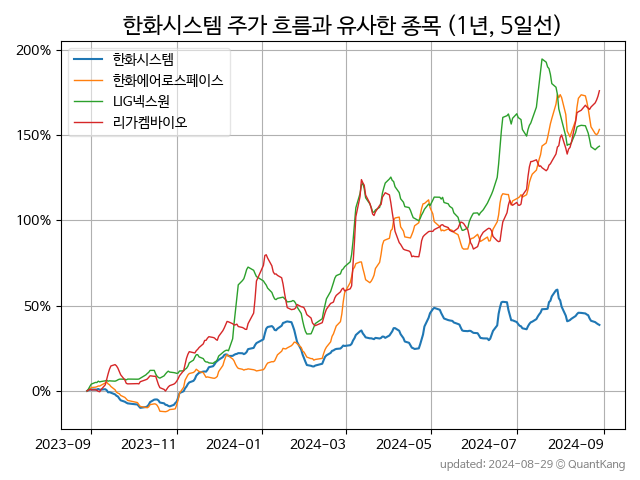 한화시스템 주가 흐름과 유사한 종목 (1년, 5일선)
한화시스템
한화에어로스페이스
LIG넥스원
리가켐바이오
200%
150%
100%
50%
0%
2023-09 2023-11 2024-01 2024-03 2024-05 2024-07 2024-09
updated: 2024-08-29 © QuantKang